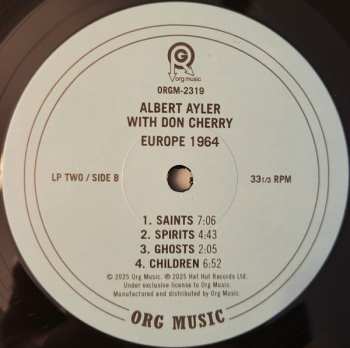 org music
ORGM-2319
ALBERT AYLER
WITH DON CHERRY
EUROPE 1964
LP TWO / SIDE B 33 1/3 RPM
1. SAINTS 7:06
2. SPIRITS 4:43
3. GHOSTS 2:05
4. CHILDREN 6:52
© 2025 Org Music. ℗ 2025 Hat Hut Records Ltd.
Under exclusive license to Org Music.
Manufactured and distributed by Org Music.
ORG MUSIC